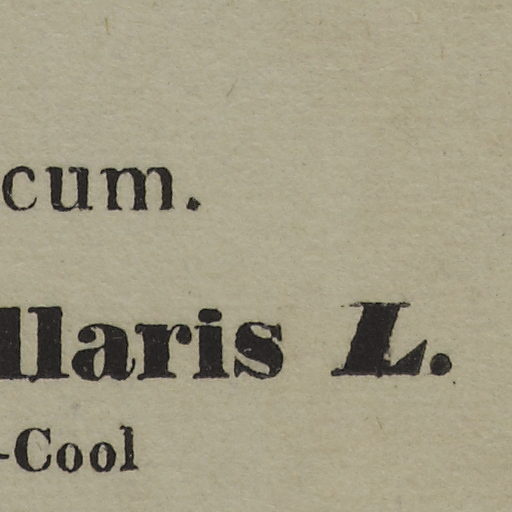 cum.
llaris L.
-Cool